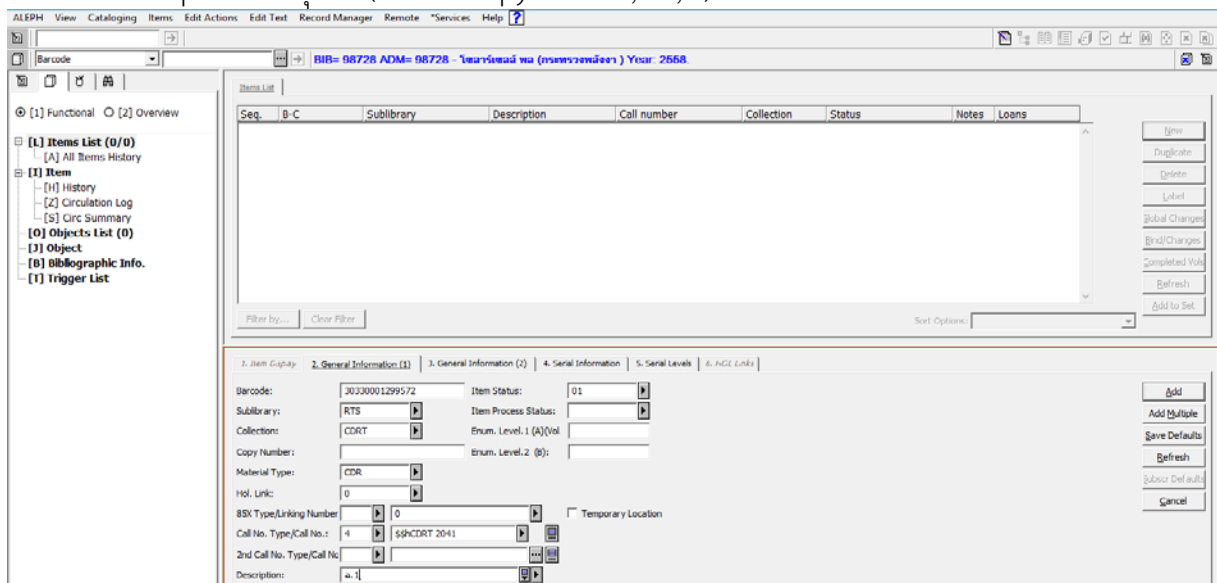 ALEPH View Cataloging Items Edit Actions Edit Text Record Manager Remote *Services Help ?
Barcode
BIB= 98728 ADM= 98728 - โซลาร์เซลล์ พล (กระทรวงพลังงา ) Year: 2558.
Items List
[1] Functional [2] Overview
Seq. B-C Sublibrary Description Call number Collection Status Notes Loans
[L] Items List (0/0)
[A] All Items History
[I] Item
[H] History
[Z] Circulation Log
[S] Circ Summary
[O] Objects List (0)
[J] Object
[B] Bibliographic Info.
[T] Trigger List
New
Duplicate
Delete
Label
Global Changes
Bind/Changes
Completed Vols
Refresh
Add to Set
Filter by... Clear Filter Sort Options:
1. Item Display 2. General Information (1) 3. General Information (2) 4. Serial Information 5. Serial Levels 6. HOL Links
Barcode: 30330001299572 Item Status: 01
Sublibrary: RTS Item Process Status:
Collection: CDRT Enum. Level.1 (A)(Vol
Copy Number: Enum. Level.2 (B):
Material Type: CDR
Hol. Link: 0
85X Type/Linking Number 0 Temporary Location
Call No. Type/Call No.: 4 $$hCDRT 2041
2nd Call No. Type/Call Nc
Description: a.1
Add
Add Multiple
Save Defaults
Refresh
Subscr Defaults
Cancel